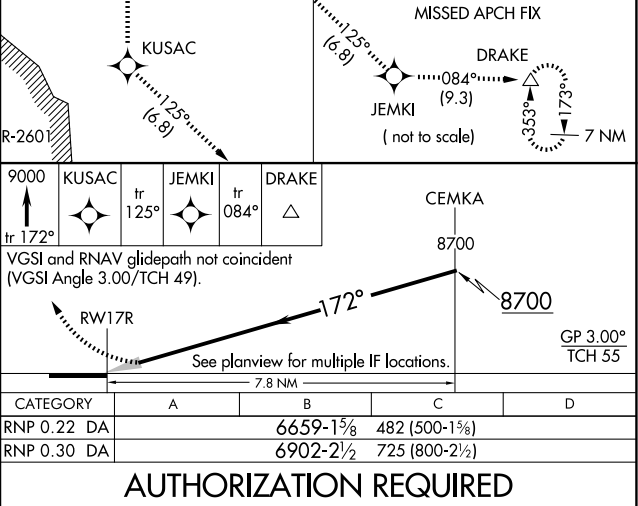 KUSAC
125°
(6.8)
R-2601
MISSED APCH FIX
125°
(6.8)
JEMKI
084°
(9.3)
DRAKE
353°
173°
7 NM
( not to scale)
9000
tr 172°
KUSAC
tr
125°
JEMKI
tr
084°
DRAKE
VGSI and RNAV glidepath not coincident
(VGSI Angle 3.00/TCH 49).
CEMKA
8700
8700
172°
RW17R
GP 3.00°
TCH 55
See planview for multiple IF locations.
7.8 NM
CATEGORY A B C D
RNP 0.22 DA 6659-1⅝ 482 (500-1⅝)
RNP 0.30 DA 6902-2½ 725 (800-2½)
AUTHORIZATION REQUIRED